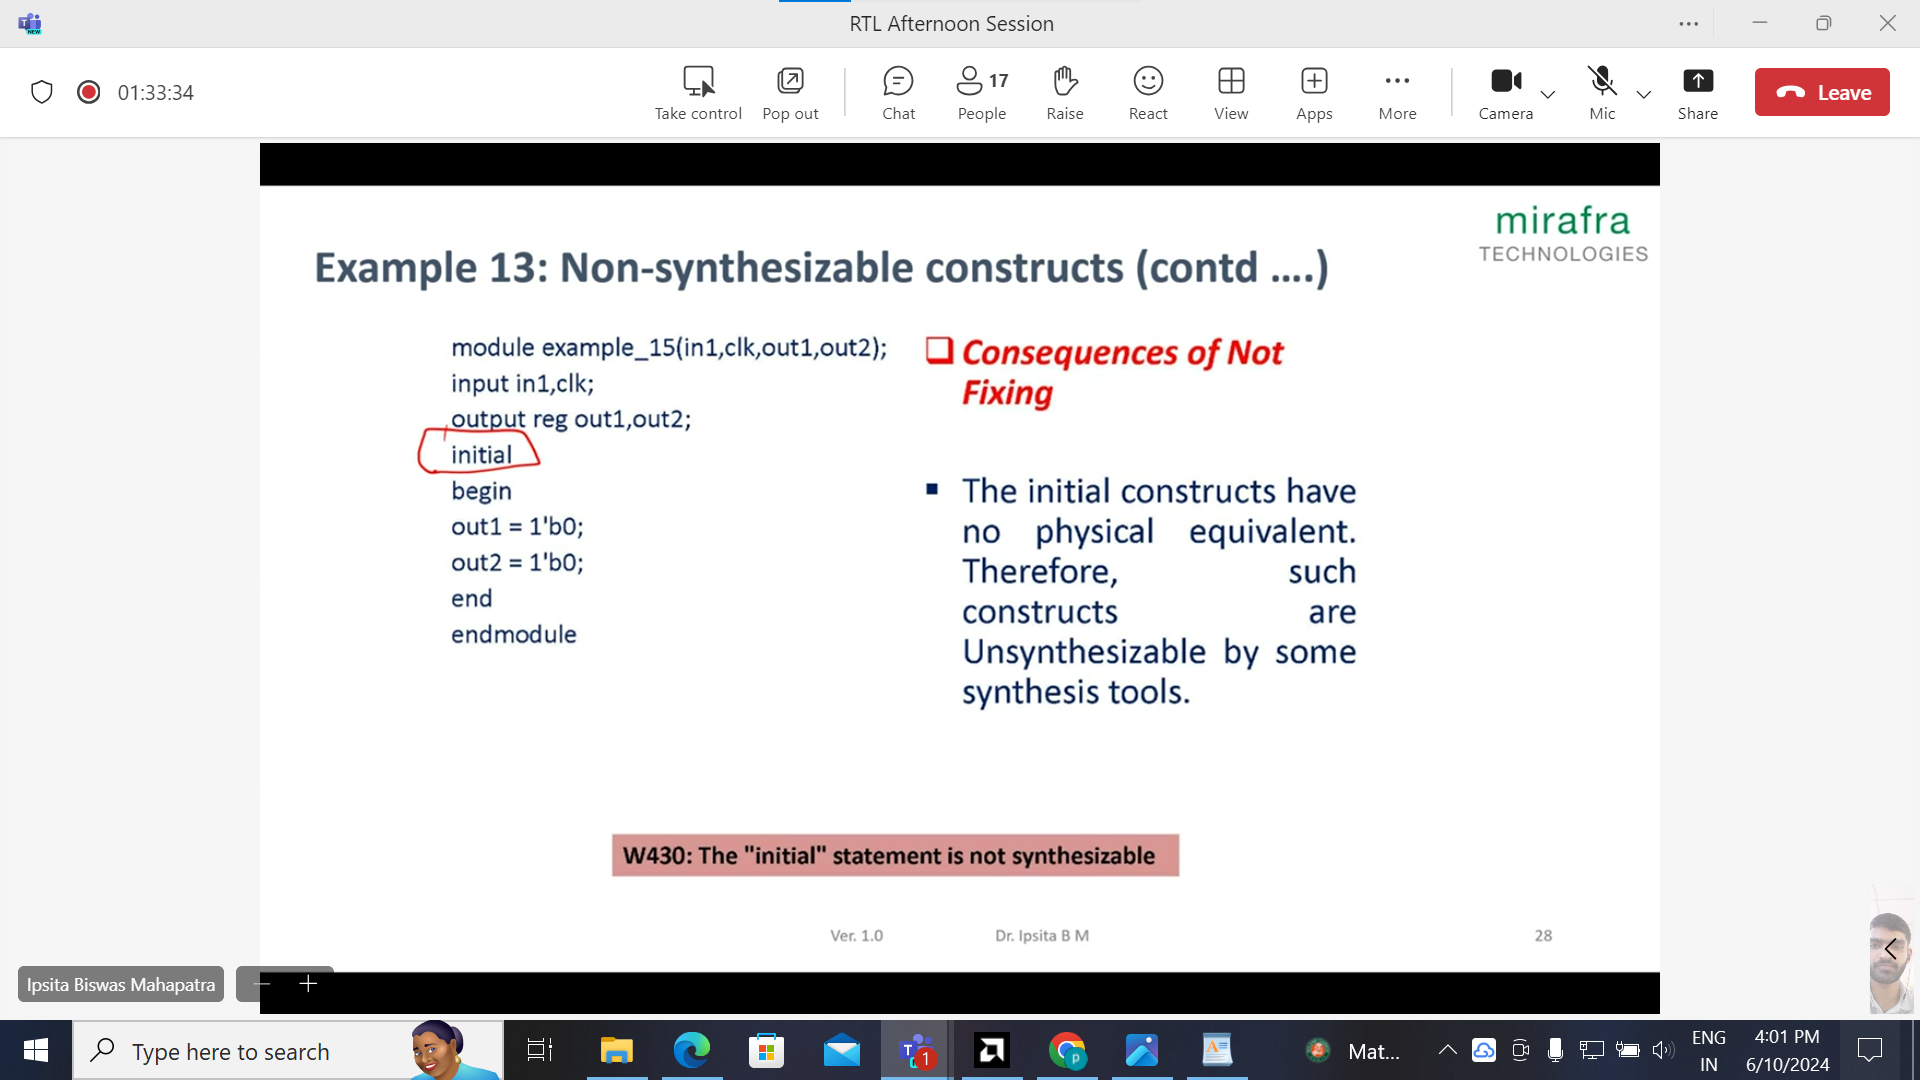 RTL Afternoon Session
01:33:34
Take control
Pop out
Chat
17
People
Raise
React
View
Apps
More
Camera
Mic
Share
Leave
mirafra
TECHNOLOGIES
Example 13: Non-synthesizable constructs (contd ....)
module example_15(in1,clk,out1,out2);
input in1,clk;
output reg out1,out2;
initial
begin
out1 = 1'b0;
out2 = 1'b0;
end
endmodule
Consequences of Not
Fixing
The initial constructs have
no physical equivalent.
Therefore, such
constructs are
Unsynthesizable by some
synthesis tools.
W430: The "initial" statement is not synthesizable
Ver. 1.0
Dr. Ipsita B M
28
Ipsita Biswas Mahapatra
Type here to search
NEW
1
p
Mat...
ENG
IN
4:01 PM
6/10/2024